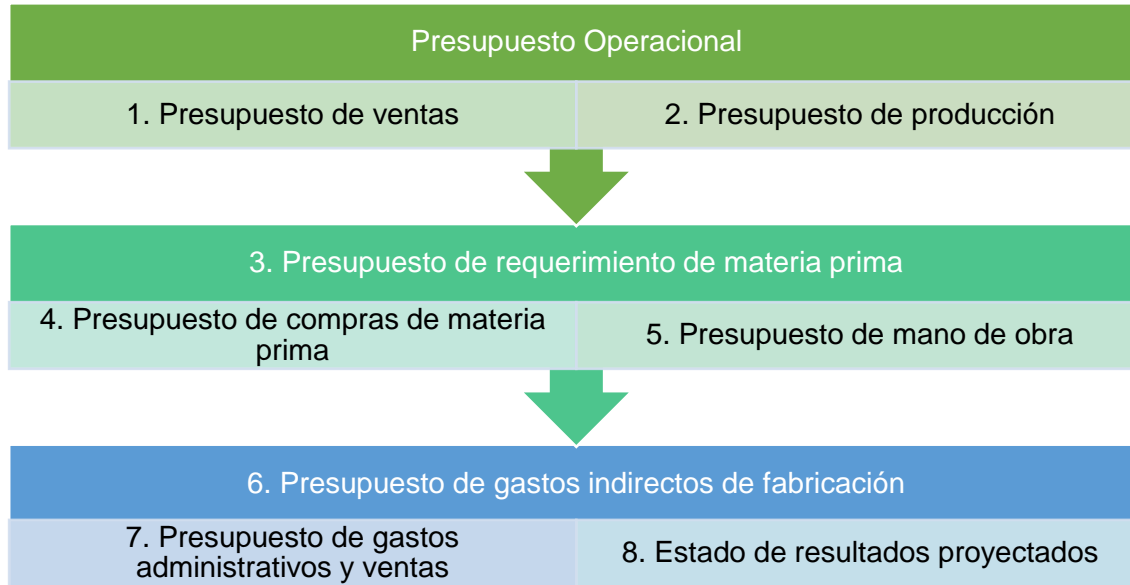 Presupuesto Operacional
1. Presupuesto de ventas
2. Presupuesto de producción
3. Presupuesto de requerimiento de materia prima
4. Presupuesto de compras de materia
prima
5. Presupuesto de mano de obra
6. Presupuesto de gastos indirectos de fabricación
7. Presupuesto de gastos
administrativos y ventas
8. Estado de resultados proyectados